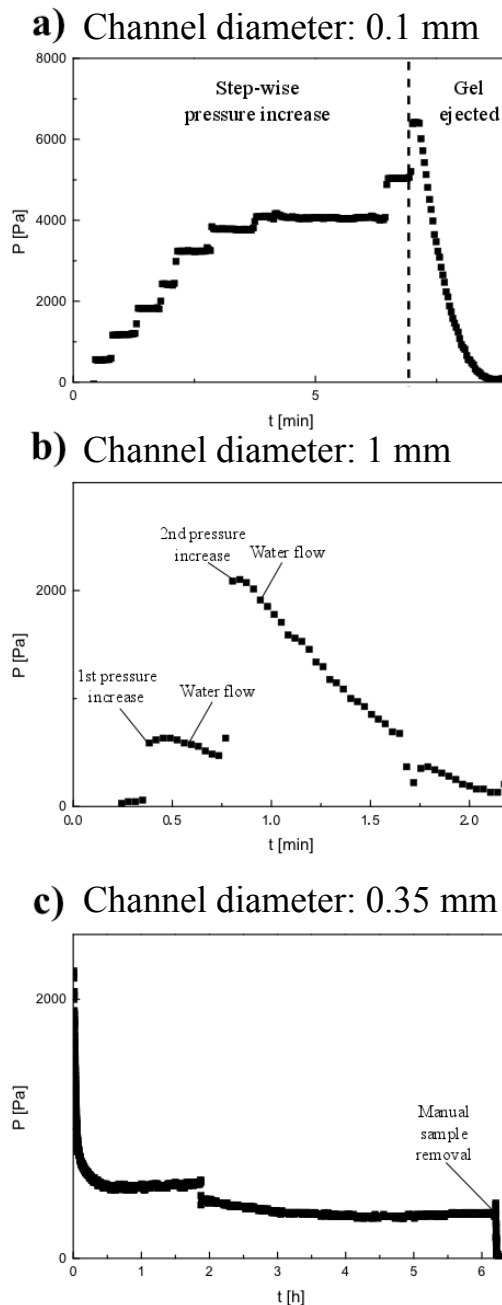 a) Channel diameter: 0.1 mm
8000
Step-wise
pressure increase
Gel
ejected
6000
P [Pa]
4000
2000
0
5
t [min]
b) Channel diameter: 1 mm
2nd pressure
increase
Water flow
2000
P [Pa]
1st pressure
increase
Water flow
0
0.0
0.5
1.0
1.5
2.0
t [min]
c) Channel diameter: 0.35 mm
2000
P [Pa]
Manual
sample
removal
0
0
1
2
3
4
5
6
t [h]